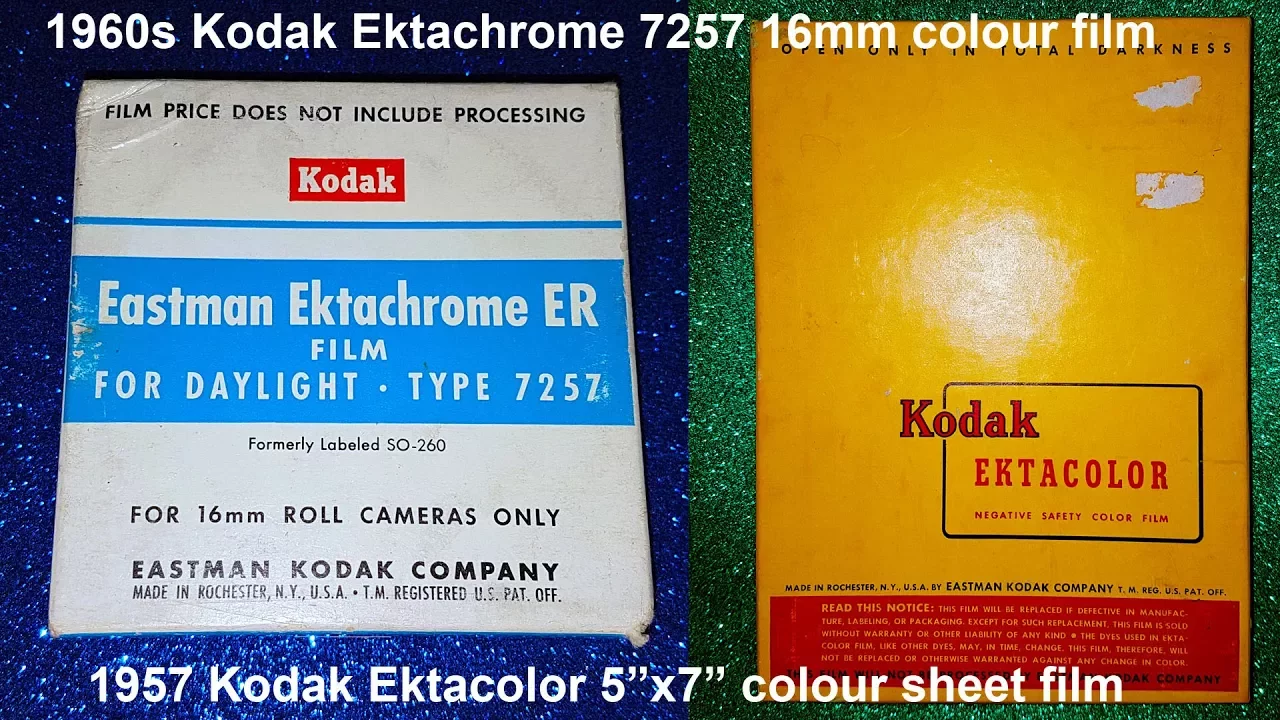 1960s Kodak Ektachrome 7257 16mm colour film
FILM PRICE DOES NOT INCLUDE PROCESSING
Kodak
Eastman Ektachrome ER
FILM
FOR DAYLIGHT · TYPE 7257
Formerly Labeled SO-260
FOR 16mm ROLL CAMERAS ONLY
EASTMAN KODAK COMPANY
MADE IN ROCHESTER, N.Y., U.S.A. • T.M. REGISTERED U.S. PAT. OFF.
OPEN ONLY IN TOTAL DARKNESS
Kodak
EKTACOLOR
NEGATIVE SAFETY COLOR FILM
MADE IN ROCHESTER, N.Y., U.S.A. BY EASTMAN KODAK COMPANY T. M. REG. U.S. PAT. OFF.
READ THIS NOTICE: THIS FILM WILL BE REPLACED IF DEFECTIVE IN MANUFAC-
TURE, LABELING, OR PACKAGING. EXCEPT FOR SUCH REPLACEMENT, THIS FILM IS SOLD
WITHOUT WARRANTY OR OTHER LIABILITY OF ANY KIND • THE DYES USED IN EKTA-
COLOR FILM, LIKE OTHER DYES, MAY, IN TIME, CHANGE. THIS FILM, THEREFORE, WILL
NOT BE REPLACED OR OTHERWISE WARRANTED AGAINST ANY CHANGE IN COLOR.
FILM WILL NOT KODAK COMPANY
1957 Kodak Ektacolor 5”x7” colour sheet film